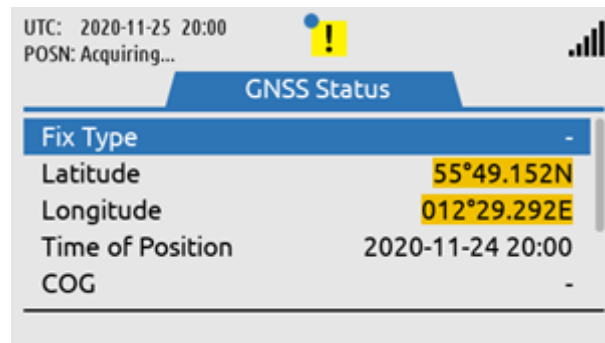 UTC: 2020-11-25 20:00
POSN: Acquiring...
!
GNSS Status
Fix Type -
Latitude 55°49.152N
Longitude 012°29.292E
Time of Position 2020-11-24 20:00
COG -